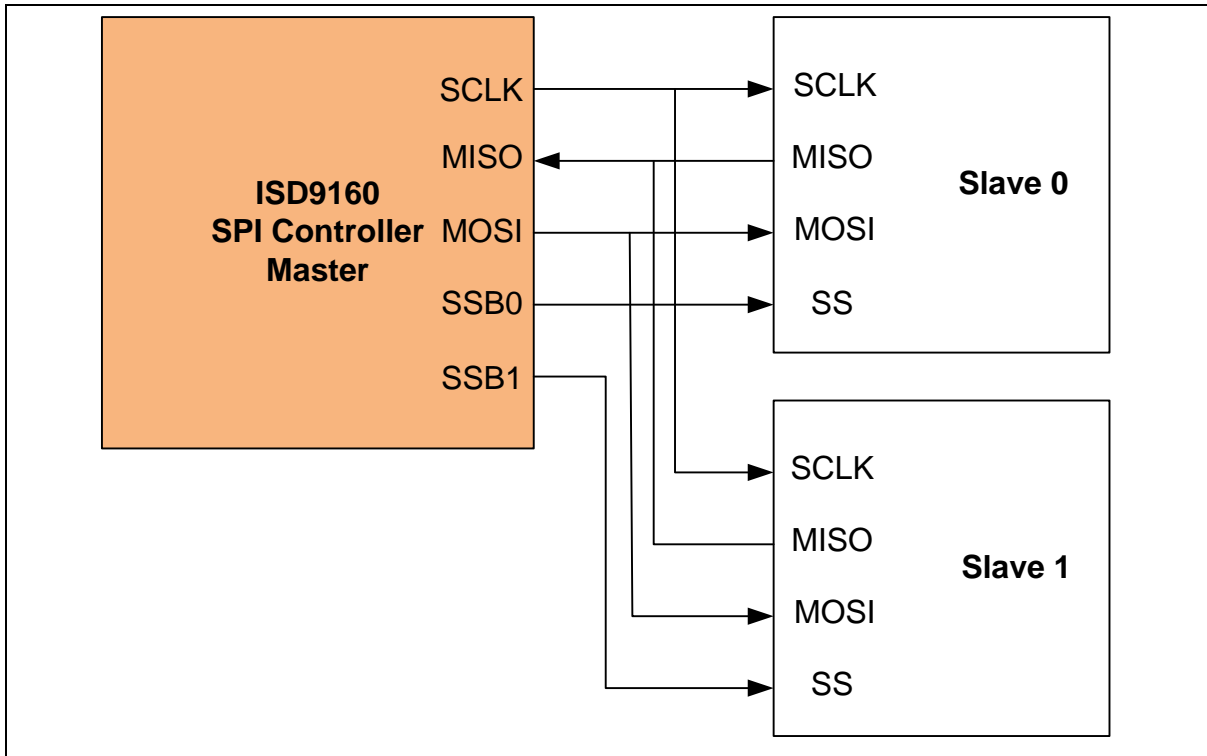 SCLK
MISO
ISD9160
SPI Controller
Master
MOSI
SSB0
SSB1
SCLK
MISO
Slave 0
MOSI
SS
SCLK
MISO
Slave 1
MOSI
SS